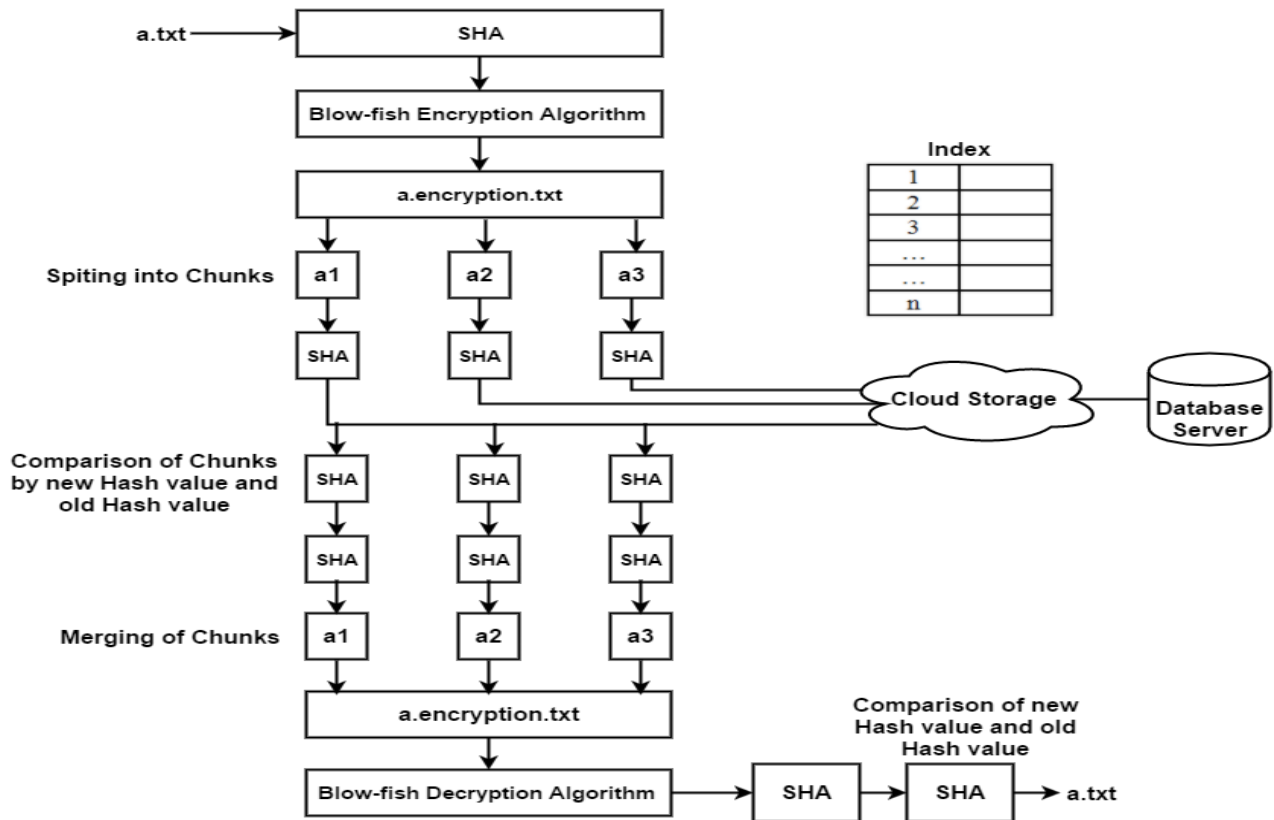 a.txt
SHA
Blow-fish Encryption Algorithm
a.encryption.txt
Index
1
2
3
...
...
n
Spiting into Chunks
a1
a2
a3
SHA
SHA
SHA
Cloud Storage
Database
Server
Comparison of Chunks
by new Hash value and
old Hash value
SHA
SHA
SHA
SHA
SHA
SHA
Merging of Chunks
a1
a2
a3
a.encryption.txt
Blow-fish Decryption Algorithm
Comparison of new
Hash value and old
Hash value
SHA
SHA
a.txt